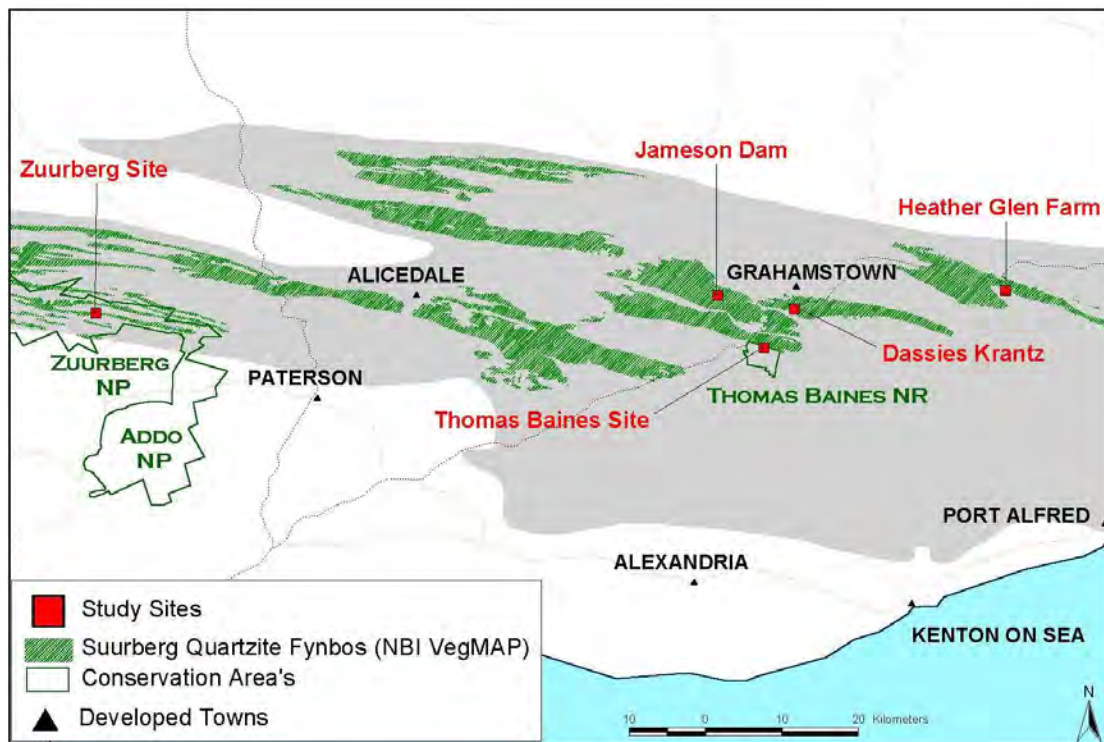 Jameson Dam
Zuurberg Site
Heather Glen Farm
ALICEDALE
GRAHAMSTOWN
Dassies Krantz
ZUURBERG
NP
PATERSON
THOMAS BAINES NR
Thomas Baines Site
ADDO
NP
PORT ALFRED
ALEXANDRIA
KENTON ON SEA
Study Sites
Suurberg Quartzite Fynbos (NBI VegMAP)
Conservation Area's
Developed Towns
10 0 10 20 Kilometers
N